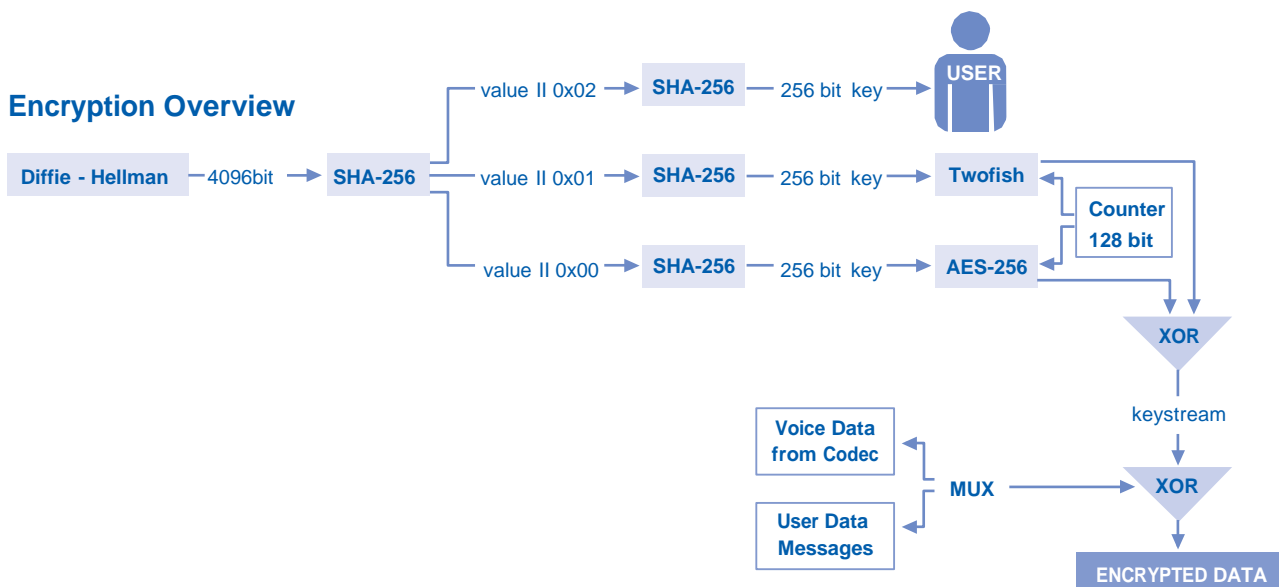 USER
value II 0x02
SHA-256
256 bit key
Encryption Overview
Diffie - Hellman
4096bit
SHA-256
value II 0x01
SHA-256
256 bit key
Twofish
Counter
128 bit
value II 0x00
SHA-256
256 bit key
AES-256
XOR
keystream
Voice Data
from Codec
MUX
XOR
User Data
Messages
ENCRYPTED DATA